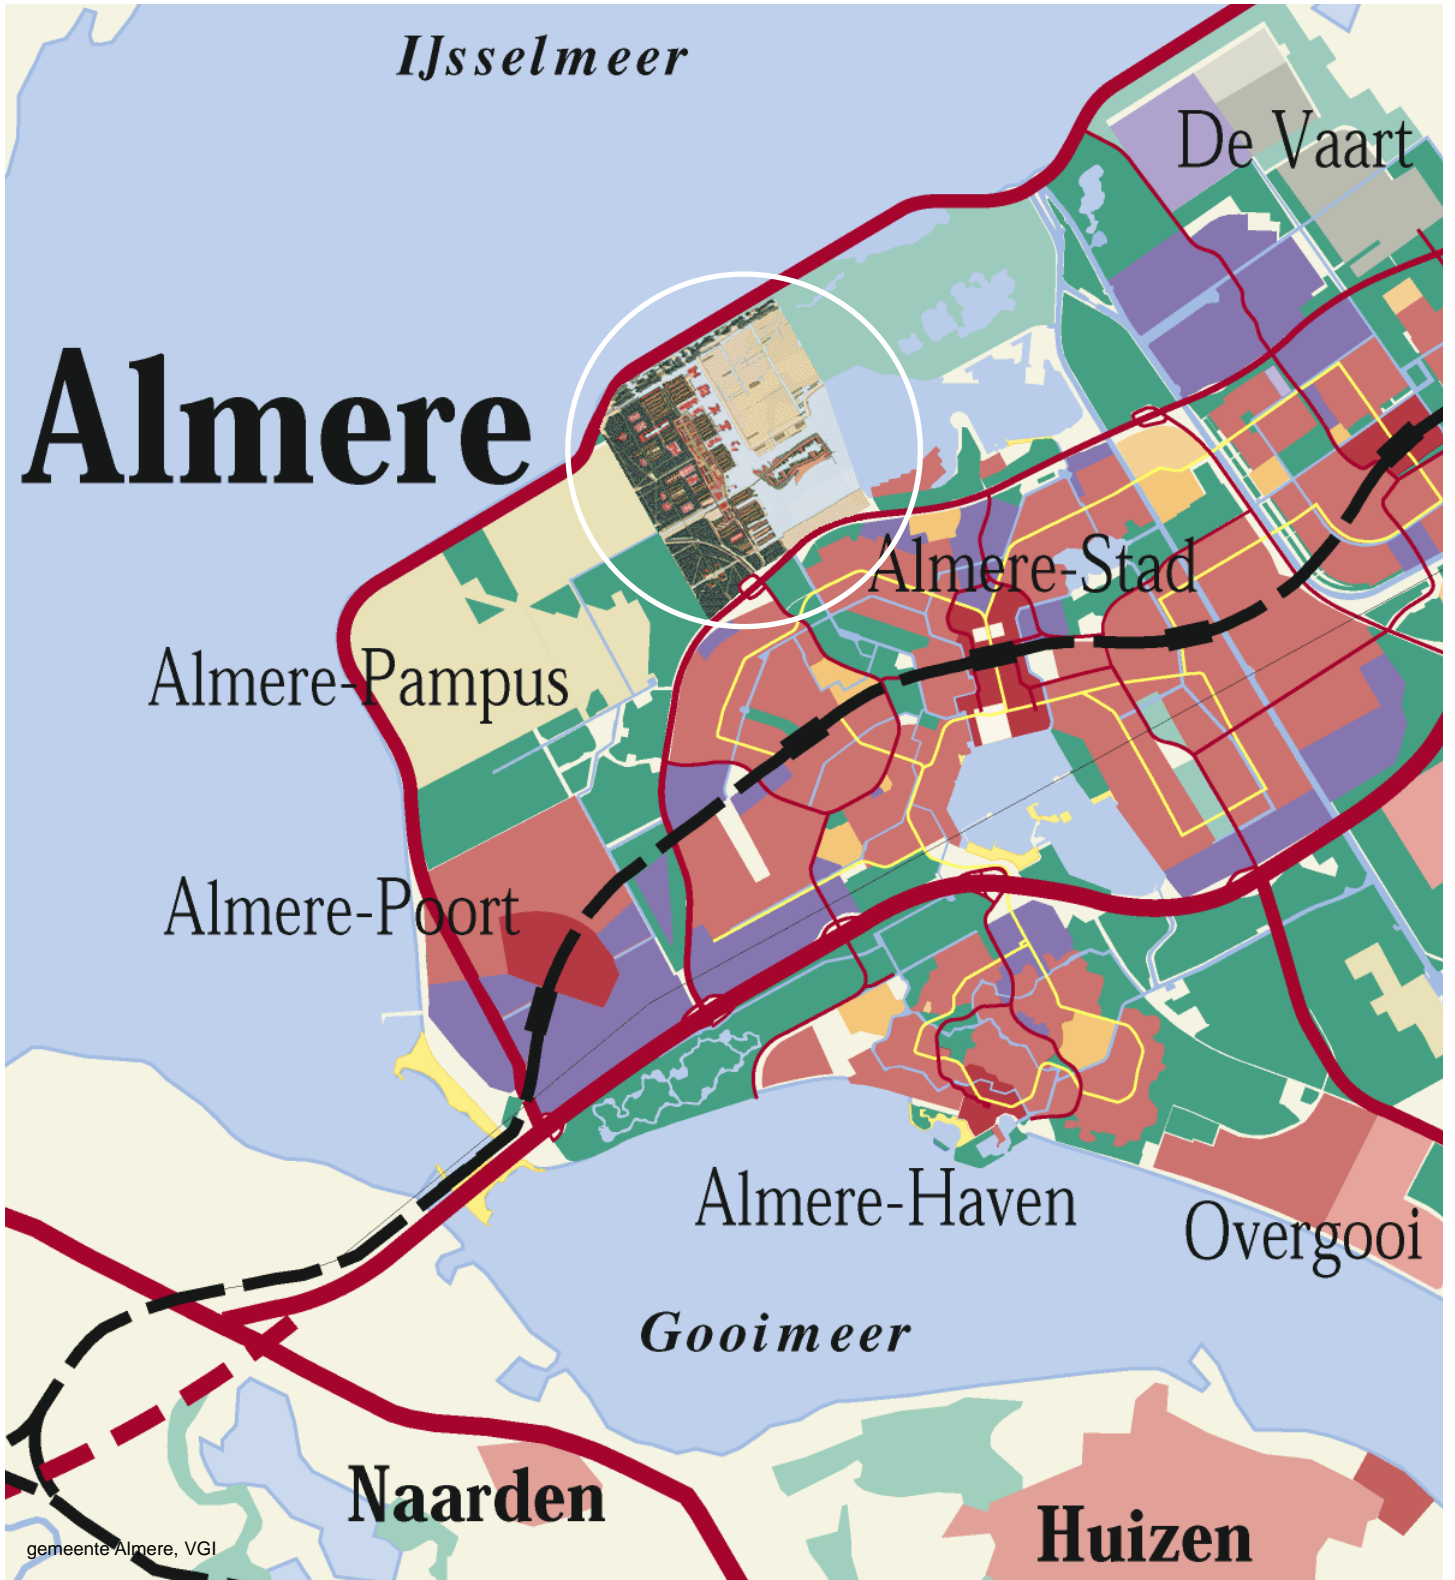 IJsselmeer
De Vaart
Almere
Almere-Stad
Almere-Pampus
Almere-Poort
Almere-Haven
Overgooi
Gooimeer
Naarden
Huizen
gemeente Almere, VGI